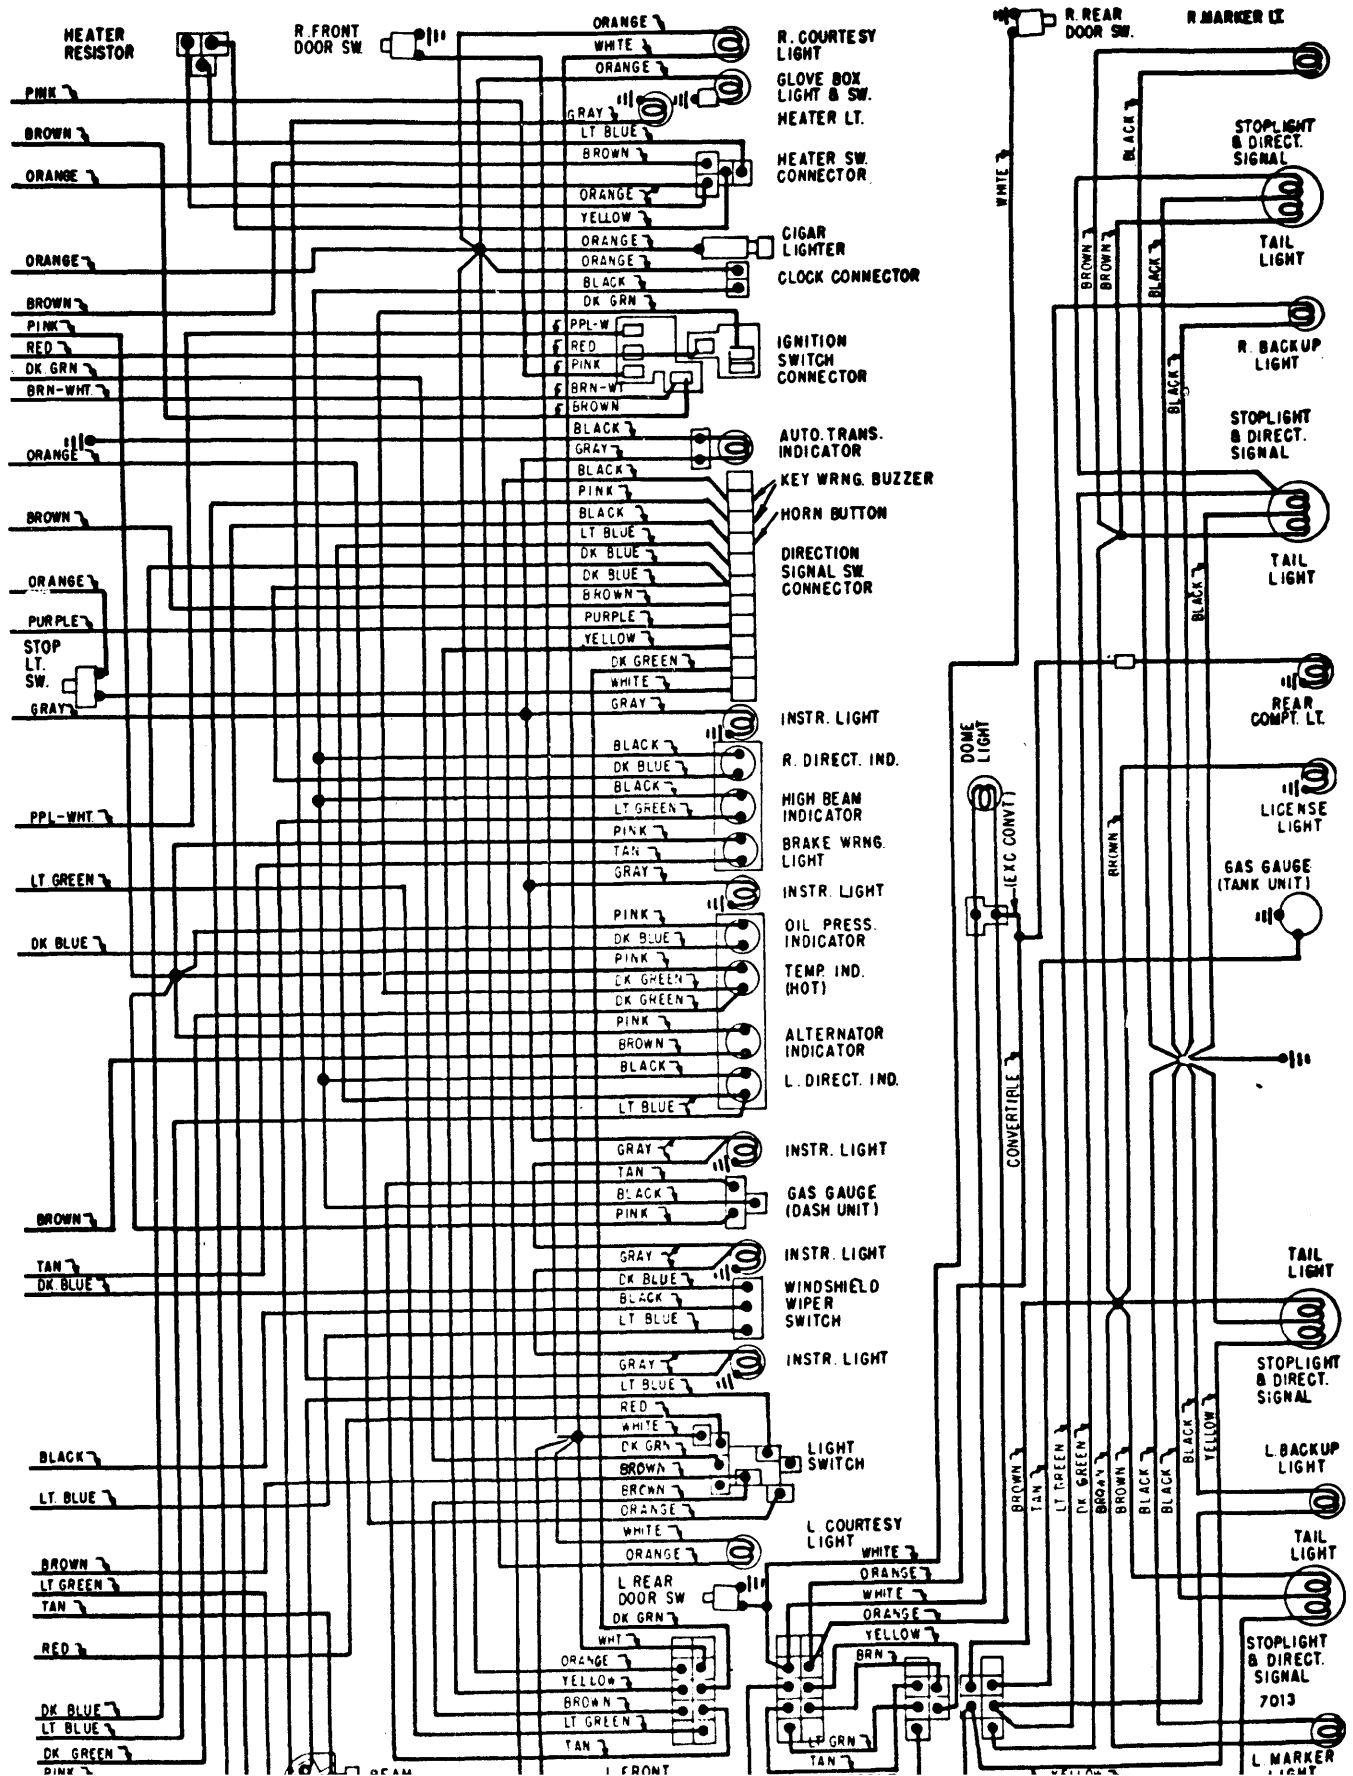 HEATER
RESISTOR
R. FRONT
DOOR SW.
ORANGE
WHITE
ORANGE
R. COURTESY
LIGHT
GLOVE BOX
LIGHT & SW.
HEATER LT.
R. REAR
DOOR SW.
R. MARKER LT.
PINK
BROWN
ORANGE
GRAY
LT BLUE
BROWN
ORANGE
YELLOW
HEATER SW.
CONNECTOR
WHITE
BLACK
STOPLIGHT
& DIRECT.
SIGNAL
TAIL
LIGHT
ORANGE
ORANGE
ORANGE
BLACK
DK GRN
CIGAR
LIGHTER
CLOCK CONNECTOR
BROWN
BROWN
BLACK
BROWN
PINK
RED
DK. GRN
BRN-WHT.
PPL-W
RED
PINK
BRN-WT
BROWN
IGNITION
SWITCH
CONNECTOR
R. BACKUP
LIGHT
BLACK
ORANGE
BLACK
GRAY
AUTO. TRANS.
INDICATOR
STOPLIGHT
& DIRECT.
SIGNAL
TAIL
LIGHT
BLACK
BLACK
PINK
BLACK
LT BLUE
DK BLUE
DK BLUE
BROWN
PURPLE
YELLOW
DK GREEN
WHITE
GRAY
KEY WRNG. BUZZER
HORN BUTTON
DIRECTION
SIGNAL SW.
CONNECTOR
BROWN
ORANGE
PURPLE
STOP
LT.
SW.
GRAY
INSTR. LIGHT
REAR
COMPT. LT.
DOME
LIGHT
BLACK
DK BLUE
BLACK
LT GREEN
PINK
TAN
GRAY
R. DIRECT. IND.
HIGH BEAM
INDICATOR
BRAKE WRNG.
LIGHT
INSTR. LIGHT
LICENSE
LIGHT
BROWN
(EXC CONVT)
GAS GAUGE
(TANK UNIT)
PPL-WHT.
LT GREEN
DK BLUE
PINK
DK BLUE
PINK
DK GREEN
DK GREEN
PINK
BROWN
BLACK
LT BLUE
OIL PRESS.
INDICATOR
TEMP. IND.
(HOT)
ALTERNATOR
INDICATOR
L. DIRECT. IND.
CONVERTIBLE
GRAY
TAN
BLACK
PINK
INSTR. LIGHT
GAS GAUGE
(DASH UNIT)
BROWN
TAN
DK. BLUE
GRAY
DK BLUE
BLACK
LT BLUE
GRAY
INSTR. LIGHT
WINDSHIELD
WIPER
SWITCH
INSTR. LIGHT
TAIL
LIGHT
STOPLIGHT
& DIRECT.
SIGNAL
LT BLUE
RED
WHITE
DK GRN
BROWN
BROWN
ORANGE
WHITE
ORANGE
LIGHT
SWITCH
BLACK
LT. BLUE
BROWN
TAN
LT GREEN
DK GREEN
BROWN
BROWN
BLACK
BLACK
BLACK
YELLOW
L. BACKUP
LIGHT
L. COURTESY
LIGHT
WHITE
ORANGE
WHITE
ORANGE
YELLOW
BRN
TAIL
LIGHT
BROWN
LT GREEN
TAN
RED
L REAR
DOOR SW
DK GRN
WHT
ORANGE
YELLOW
BROWN
LT GREEN
TAN
STOPLIGHT
& DIRECT.
SIGNAL
7013
DK BLUE
LT BLUE
DK GREEN
PINK
BEAM
L. FRONT
LT GRN
TAN
YELLOW
L. MARKER
LIGHT